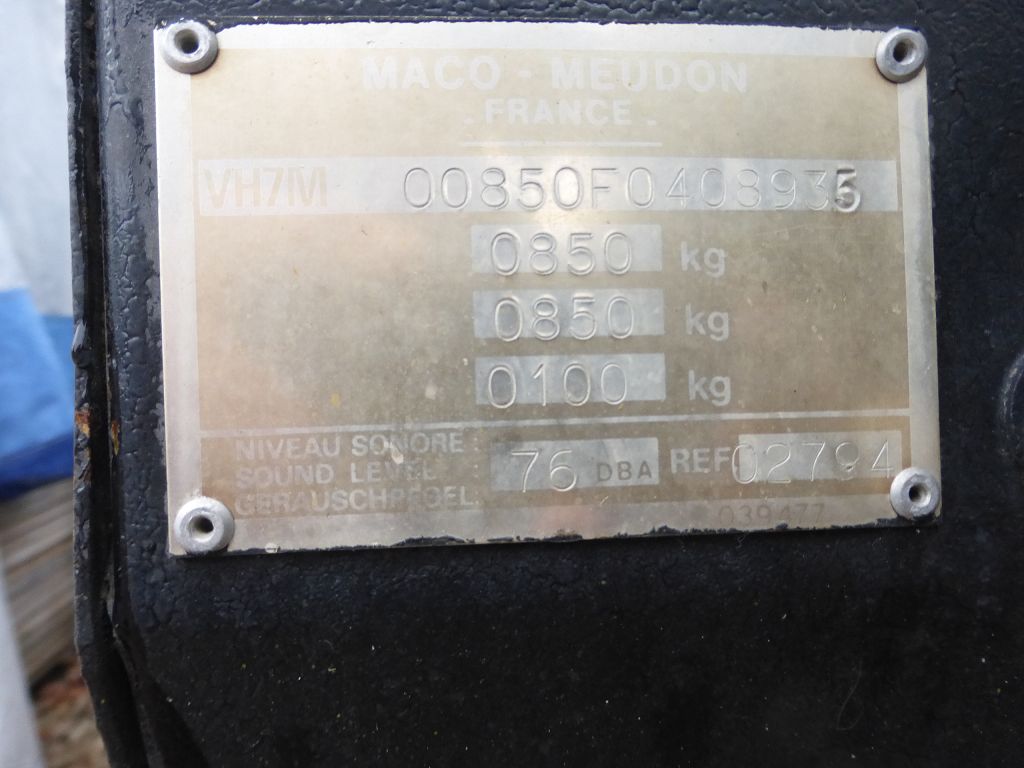 MACO - MEUDON
- FRANCE -
VH7M 00850F0408935
0850 kg
0850 kg
0100 kg
NIVEAU SONORE
SOUND LEVEL
GERAUSCHPEGEL
76 DBA REF 02794
039477